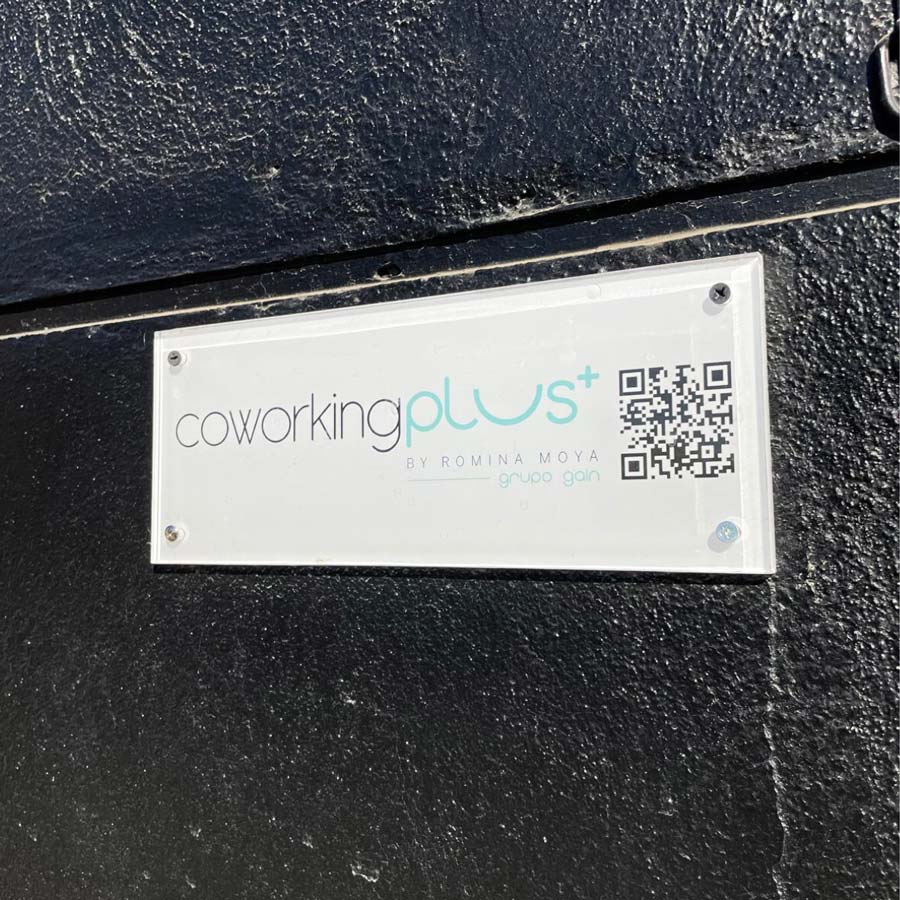 coworkingplus+
BY ROMINA MOYA
grupo gain